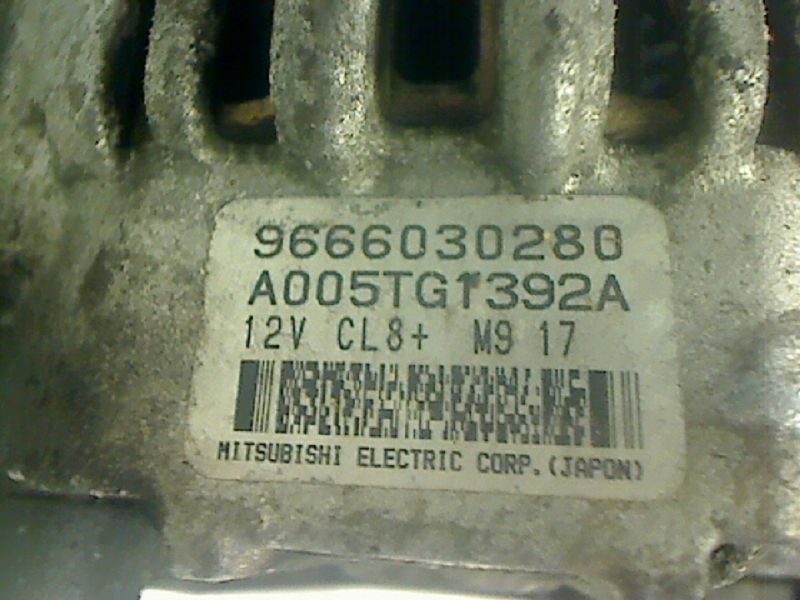 9666030280
A005TG1392A
12V CL8+ M9 17
MITSUBISHI ELECTRIC CORP.(JAPON)